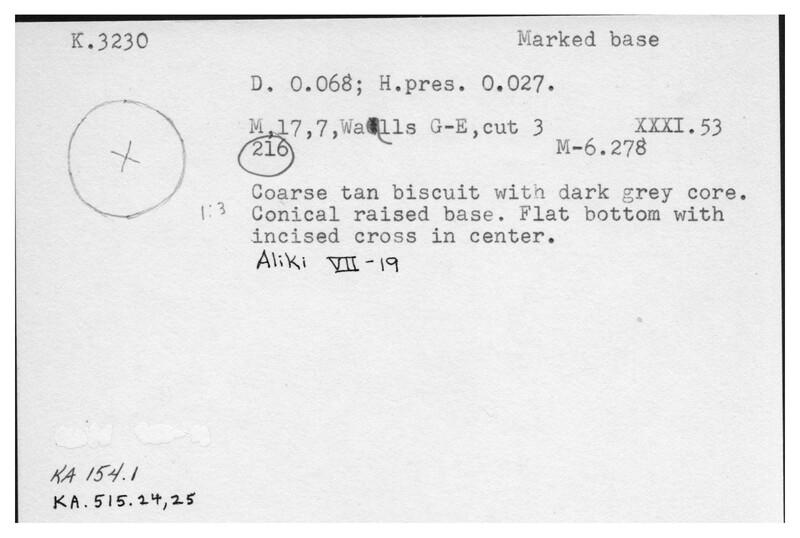 K.3230 Marked base
D. 0.068; H.pres. 0.027.
M,17,7,Walls G-E,cut 3 XXXI.53
216 M-6.278
Coarse tan biscuit with dark grey core.
1:3 Conical raised base. Flat bottom with
incised cross in center.
Aliki VII-19
KA 154.1
KA.515.24,25